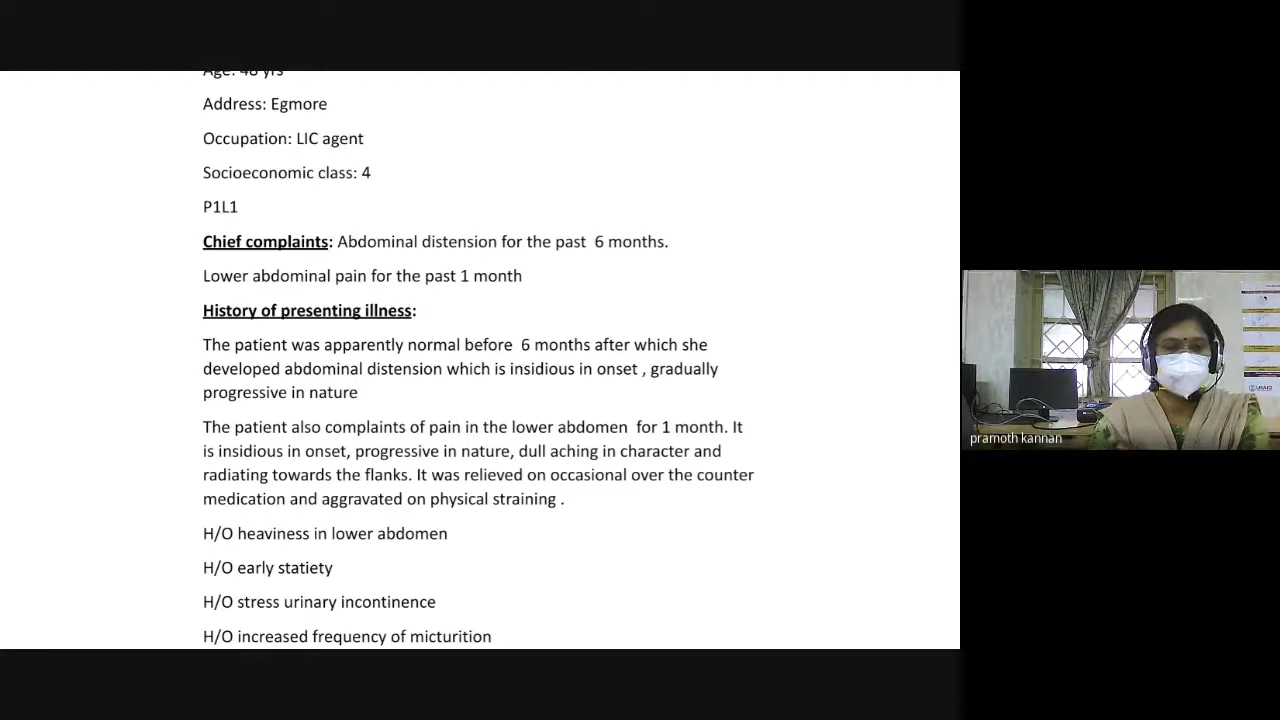 Age: 48 yrs
Address: Egmore
Occupation: LIC agent
Socioeconomic class: 4
P1L1
Chief complaints: Abdominal distension for the past  6 months.
Lower abdominal pain for the past 1 month
History of presenting illness:
The patient was apparently normal before  6 months after which she
developed abdominal distension which is insidious in onset , gradually
progressive in nature
The patient also complaints of pain in the lower abdomen  for 1 month. It
is insidious in onset, progressive in nature, dull aching in character and
radiating towards the flanks. It was relieved on occasional over the counter
medication and aggravated on physical straining .
H/O heaviness in lower abdomen
H/O early statiety
H/O stress urinary incontinence
H/O increased frequency of micturition
pramoth kannan